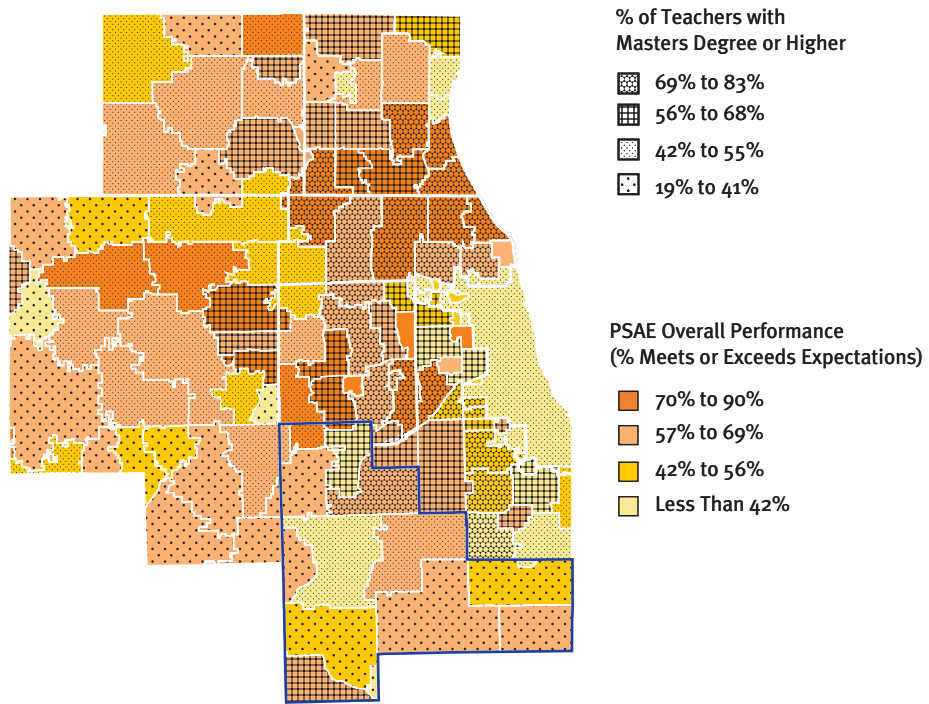 % of Teachers with
Masters Degree or Higher
69% to 83%
56% to 68%
42% to 55%
19% to 41%
PSAE Overall Performance
(% Meets or Exceeds Expectations)
70% to 90%
57% to 69%
42% to 56%
Less Than 42%